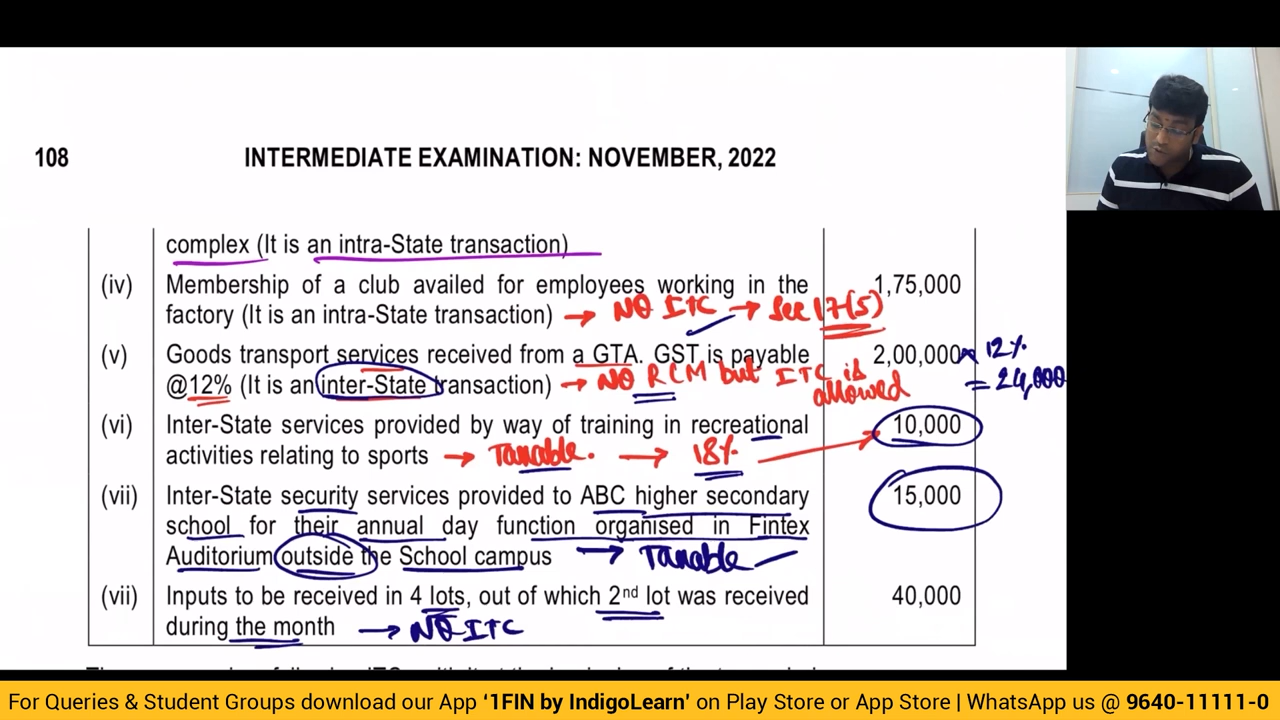 108 INTERMEDIATE EXAMINATION: NOVEMBER, 2022
complex (It is an intra-State transaction)
(iv) Membership of a club availed for employees working in the 1,75,000
factory (It is an intra-State transaction) → NO ITC → Sec 17(5)
(v) Goods transport services received from a GTA. GST is payable 2,00,000 × 12%
@12% (It is an inter-State transaction) → NO RCM but ITC is allowed = 24,000
(vi) Inter-State services provided by way of training in recreational 10,000
activities relating to sports → Taxable. → 18%
(vii) Inter-State security services provided to ABC higher secondary 15,000
school for their annual day function organised in Fintex
Auditorium outside the School campus → Taxable
(vii) Inputs to be received in 4 lots, out of which 2nd lot was received 40,000
during the month → NO ITC
For Queries & Student Groups download our App ‘1FIN by IndigoLearn' on Play Store or App Store | WhatsApp us @ 9640-11111-0